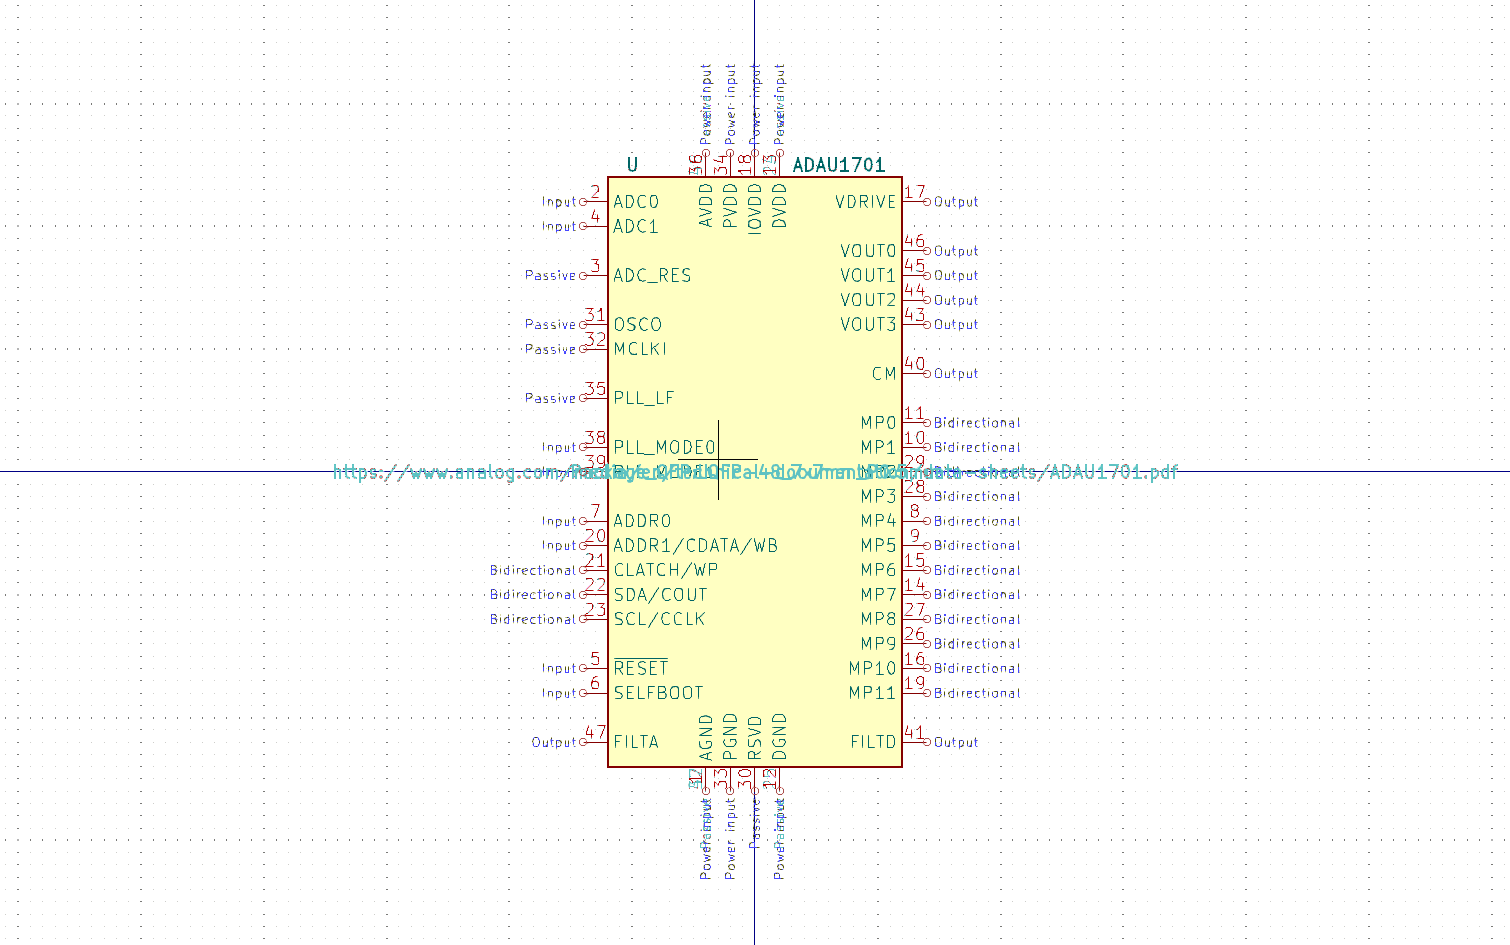 Power input
Power input
Power input
Power input
36
34
18
13
U
ADAU1701
AVDD
PVDD
IOVDD
DVDD
Input 2 ADC0
VDRIVE 17 Output
Input 4 ADC1
VOUT0 46 Output
Passive 3 ADC_RES
VOUT1 45 Output
VOUT2 44 Output
Passive 31 OSCO
VOUT3 43 Output
Passive 32 MCLKI
CM 40 Output
Passive 35 PLL_LF
MP0 11 Bidirectional
Input 38 PLL_MODE0
MP1 10 Bidirectional
39
29
https://www.analog.com/ data-sheets/ADAU1701.pdf
MP3 28 Bidirectional
Input 7 ADDR0
MP4 8 Bidirectional
Input 20 ADDR1/CDATA/WB
MP5 9 Bidirectional
Bidirectional 21 CLATCH/WP
MP6 15 Bidirectional
Bidirectional 22 SDA/COUT
MP7 14 Bidirectional
Bidirectional 23 SCL/CCLK
MP8 27 Bidirectional
MP9 26 Bidirectional
Input 5 RESET
MP10 16 Bidirectional
Input 6 SELFBOOT
MP11 19 Bidirectional
Output 47 FILTA
FILTD 41 Output
AGND
PGND
RSVD
DGND
33
30
12
Power input
Power input
Passive
Power input